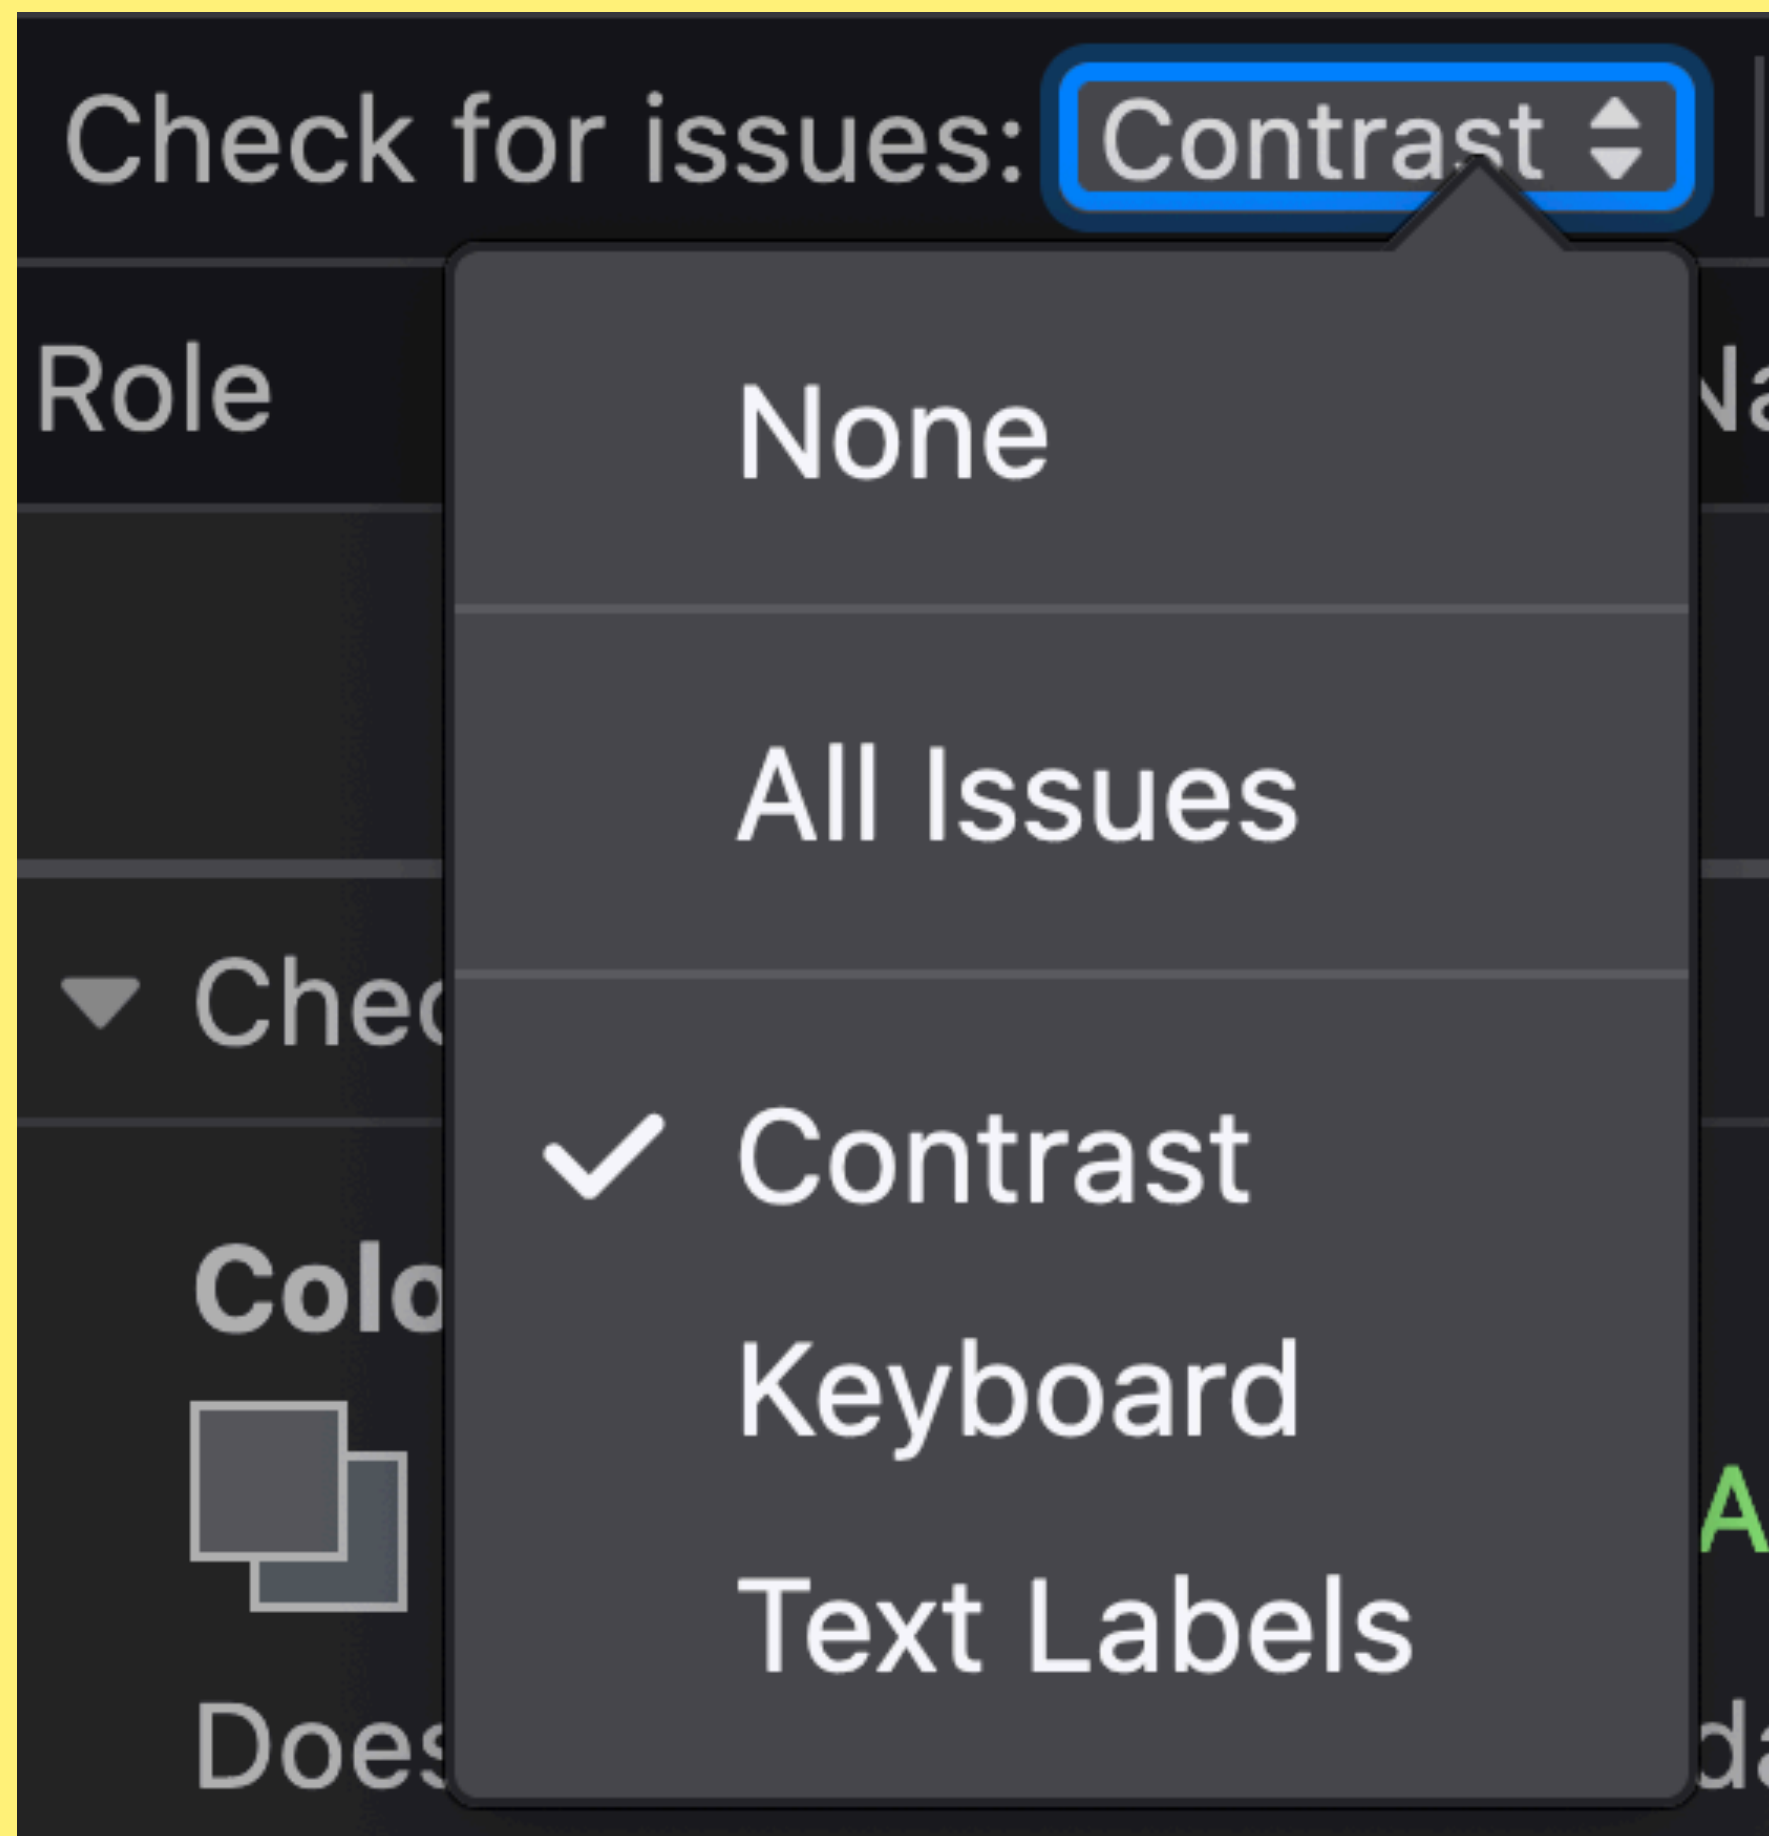 Check for issues: Contrast
Role
None
All Issues
Contrast
Keyboard
Text Labels